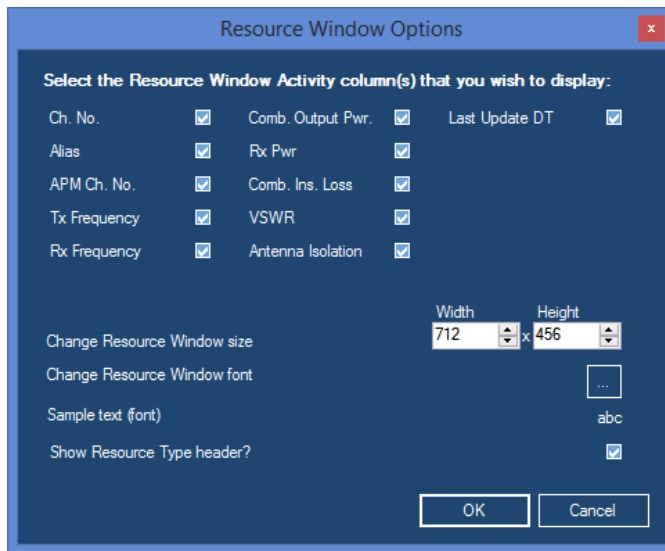 Resource Window Options
x
Select the Resource Window Activity column(s) that you wish to display:
Ch. No. Comb. Output Pwr. Last Update DT
Alias Rx Pwr
APM Ch. No. Comb. Ins. Loss
Tx Frequency VSWR
Rx Frequency Antenna Isolation
Width Height
Change Resource Window size 712 x 456
Change Resource Window font ...
Sample text (font) abc
Show Resource Type header?
OK Cancel